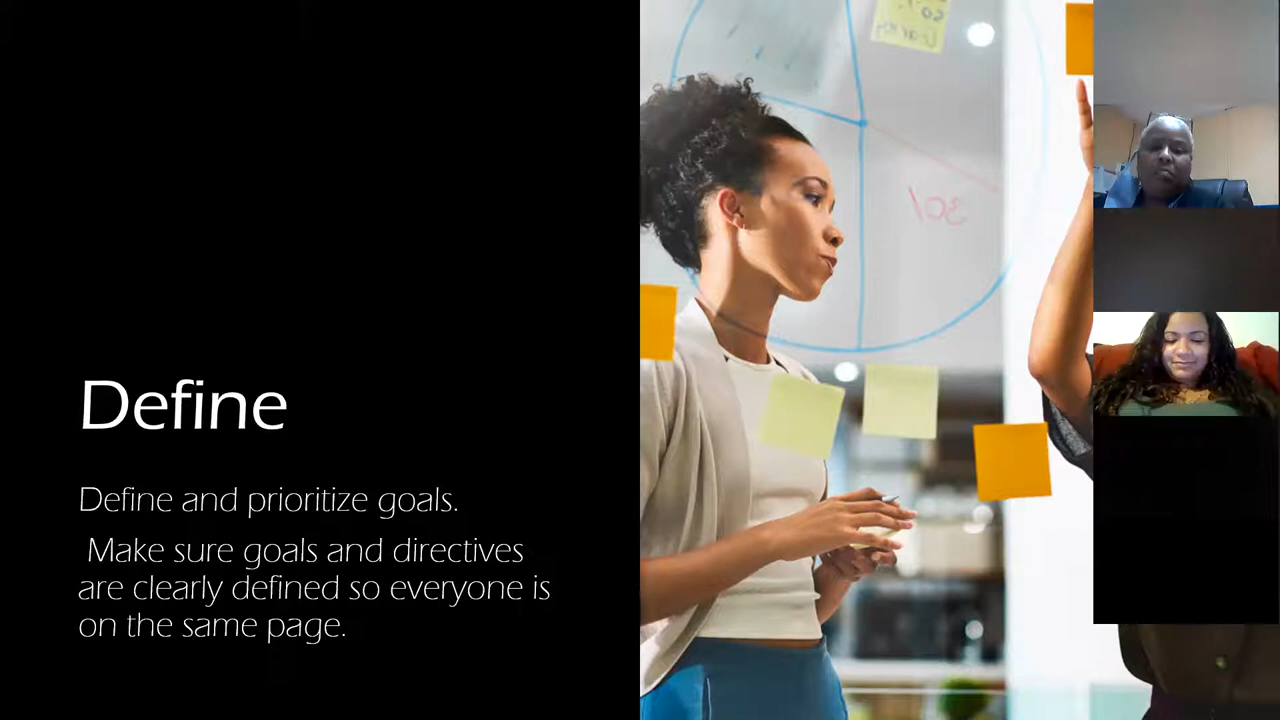 Define
Define and prioritize goals.
Make sure goals and directives
are clearly defined so everyone is
on the same page.
30%